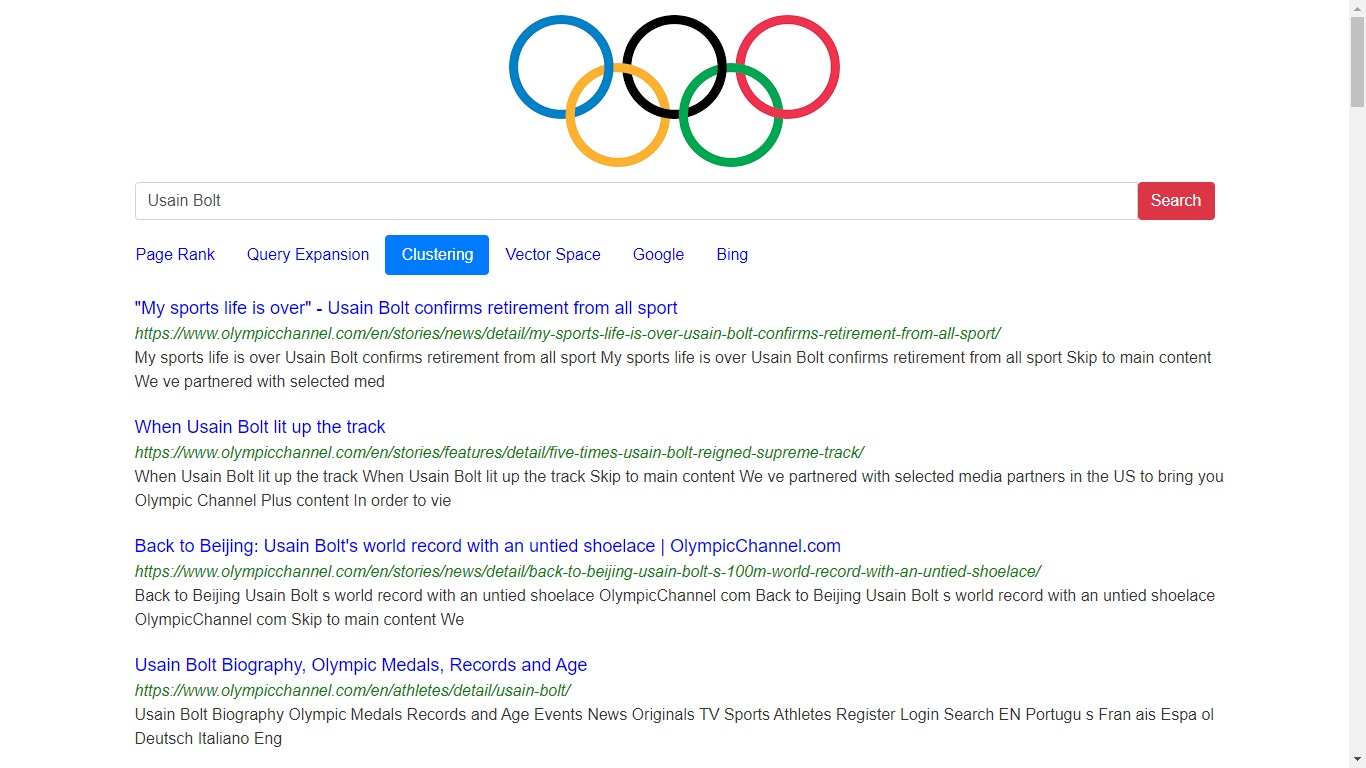 Usain Bolt Search
Page Rank Query Expansion Clustering Vector Space Google Bing
"My sports life is over" - Usain Bolt confirms retirement from all sport
https://www.olympicchannel.com/en/stories/news/detail/my-sports-life-is-over-usain-bolt-confirms-retirement-from-all-sport/
My sports life is over Usain Bolt confirms retirement from all sport My sports life is over Usain Bolt confirms retirement from all sport Skip to main content
We ve partnered with selected med
When Usain Bolt lit up the track
https://www.olympicchannel.com/en/stories/features/detail/five-times-usain-bolt-reigned-supreme-track/
When Usain Bolt lit up the track When Usain Bolt lit up the track Skip to main content We ve partnered with selected media partners in the US to bring you
Olympic Channel Plus content In order to vie
Back to Beijing: Usain Bolt's world record with an untied shoelace | OlympicChannel.com
https://www.olympicchannel.com/en/stories/news/detail/back-to-beijing-usain-bolt-s-100m-world-record-with-an-untied-shoelace/
Back to Beijing Usain Bolt s world record with an untied shoelace OlympicChannel com Back to Beijing Usain Bolt s world record with an untied shoelace
OlympicChannel com Skip to main content We
Usain Bolt Biography, Olympic Medals, Records and Age
https://www.olympicchannel.com/en/athletes/detail/usain-bolt/
Usain Bolt Biography Olympic Medals Records and Age Events News Originals TV Sports Athletes Register Login Search EN Portugu s Fran ais Espa ol
Deutsch Italiano Eng